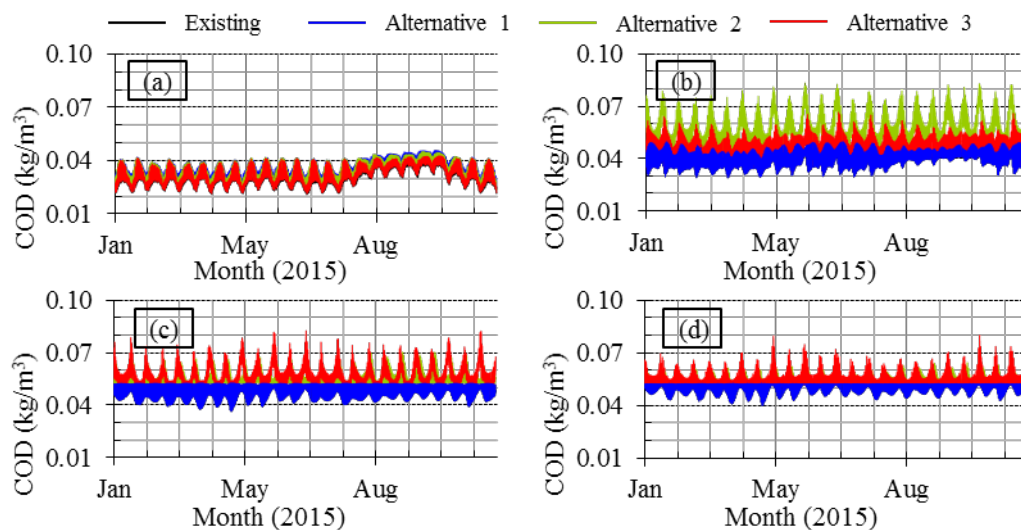 Existing Alternative 1 Alternative 2 Alternative 3
(a)
COD (kg/m³)
0.10
0.07
0.04
0.01
Jan May Aug
Month (2015)
(b)
COD (kg/m³)
0.10
0.07
0.04
0.01
Jan May Aug
Month (2015)
(c)
COD (kg/m³)
0.10
0.07
0.04
0.01
Jan May Aug
Month (2015)
(d)
COD (kg/m³)
0.10
0.07
0.04
0.01
Jan May Aug
Month (2015)